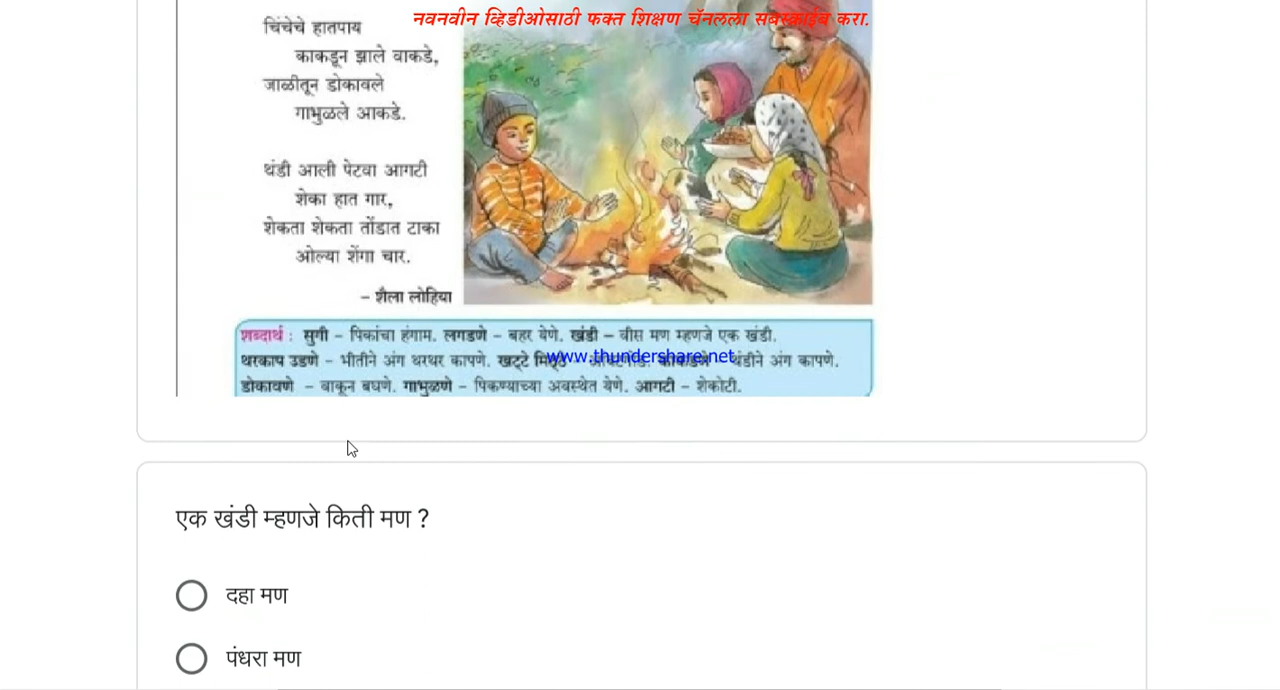 नवनवीन व्हिडीओसाठी फक्त शिक्षण चॅनलला सबस्क्राईब करा.
चिंचेचे हातपाय
काकडून झाले वाकडे,
जाळीतून डोकावले
गाभुळले आकडे.
थंडी आली पेटवा आगटी
शेका हात गार,
शेकता शेकता तोंडात टाका
ओल्या शेंगा चार.
– शैला लोहिया
शब्दार्थ : सुगी – पिकांचा हंगाम. लगडणे – बहर येणे. खंडी – वीस मण म्हणजे एक खंडी.
थरकाप उडणे – भीतीने अंग थरथर कापणे. खट्टे www.thundershare.net थंडीने अंग कापणे.
डोकावणे – वाकून बघणे. गाभुळणे – पिकण्याच्या अवस्थेत येणे. आगटी – शेकोटी.
एक खंडी म्हणजे किती मण ?
दहा मण
पंधरा मण